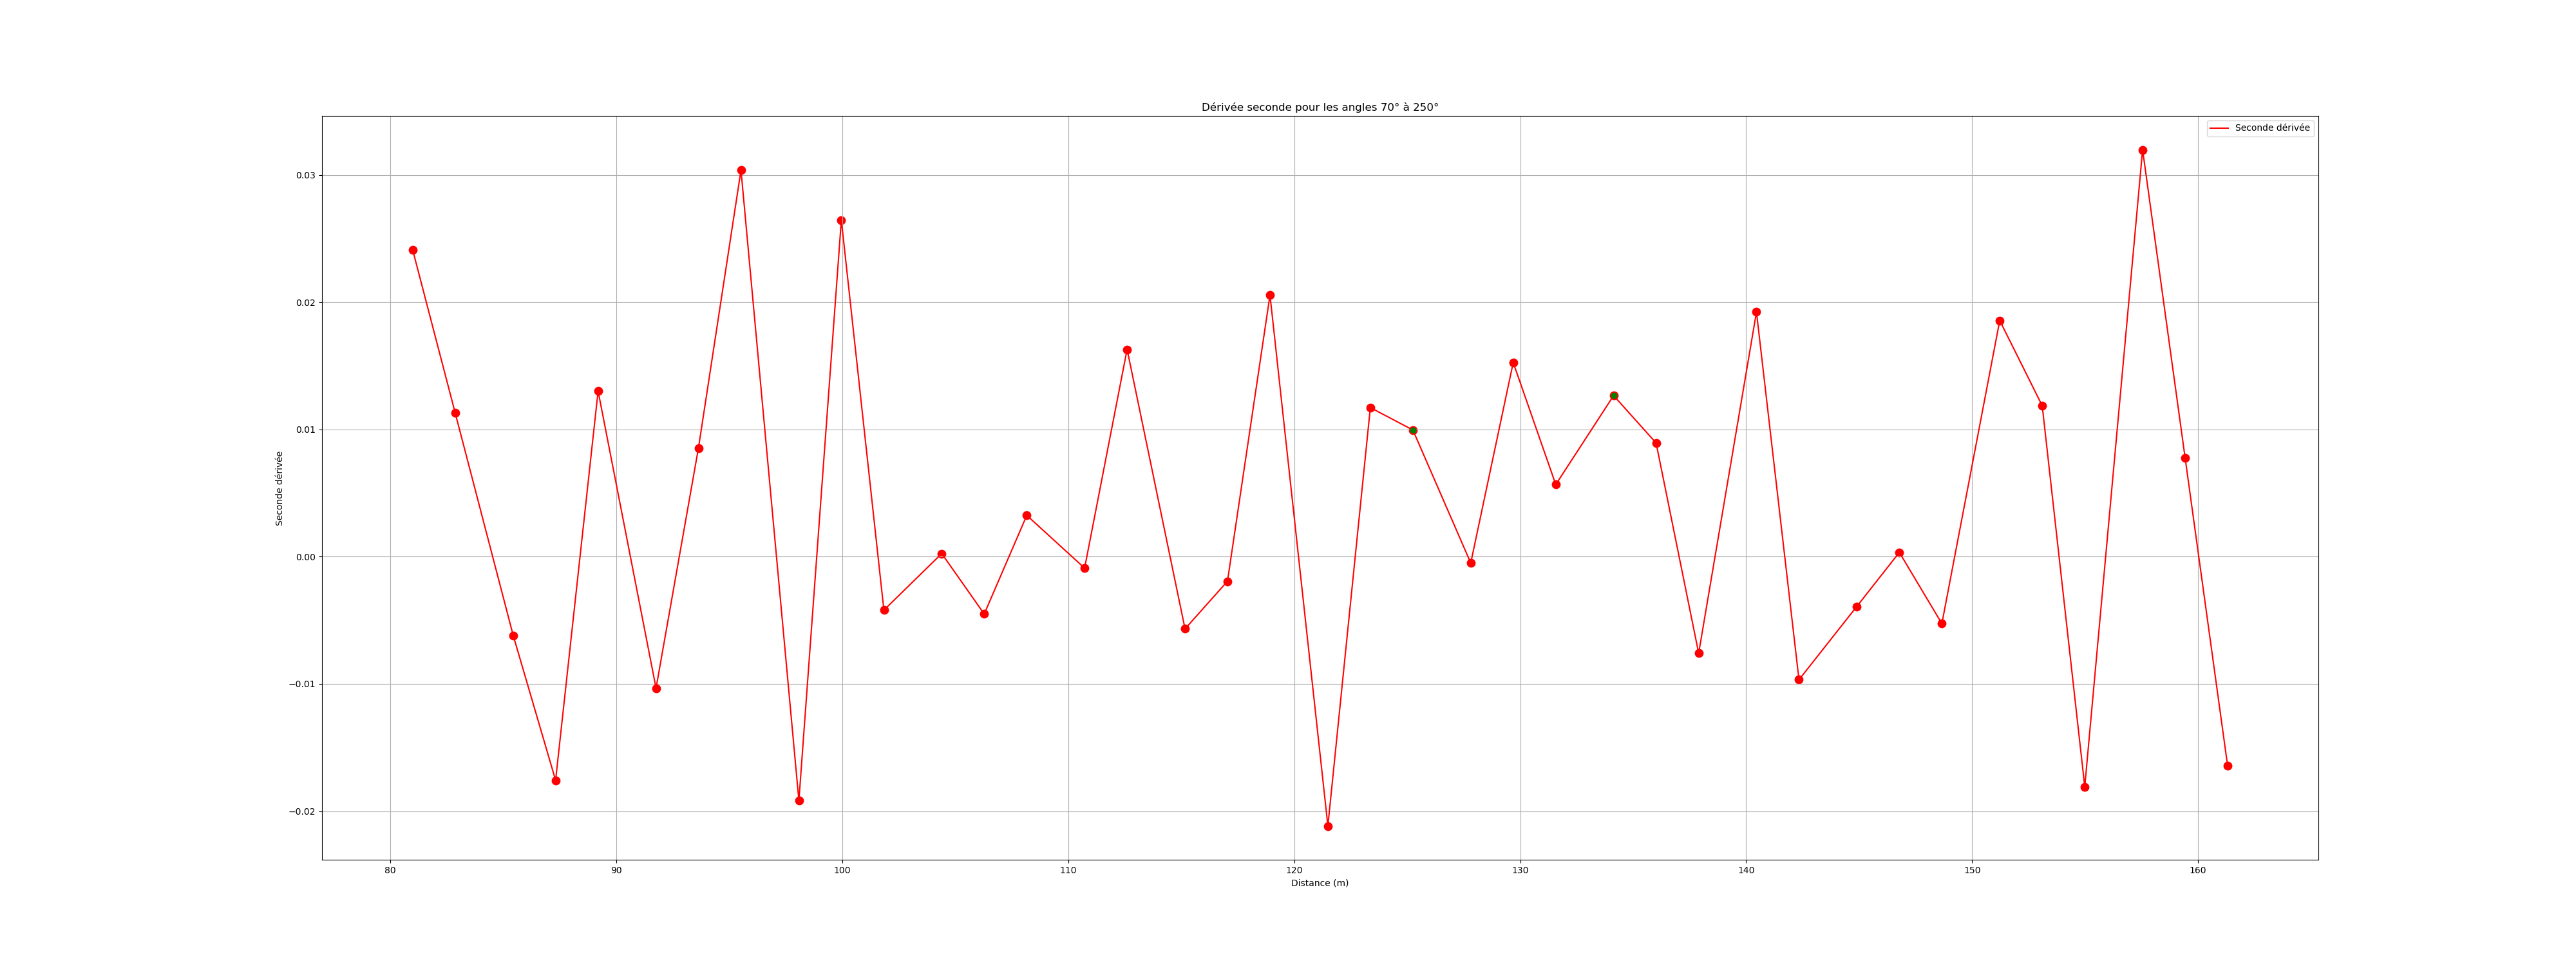 Dérivée seconde pour les angles 70° à 250°
Seconde dérivée
0.03
0.02
0.01
0.00
−0.01
−0.02
Seconde dérivée
80 90 100 110 120 130 140 150 160
Distance (m)